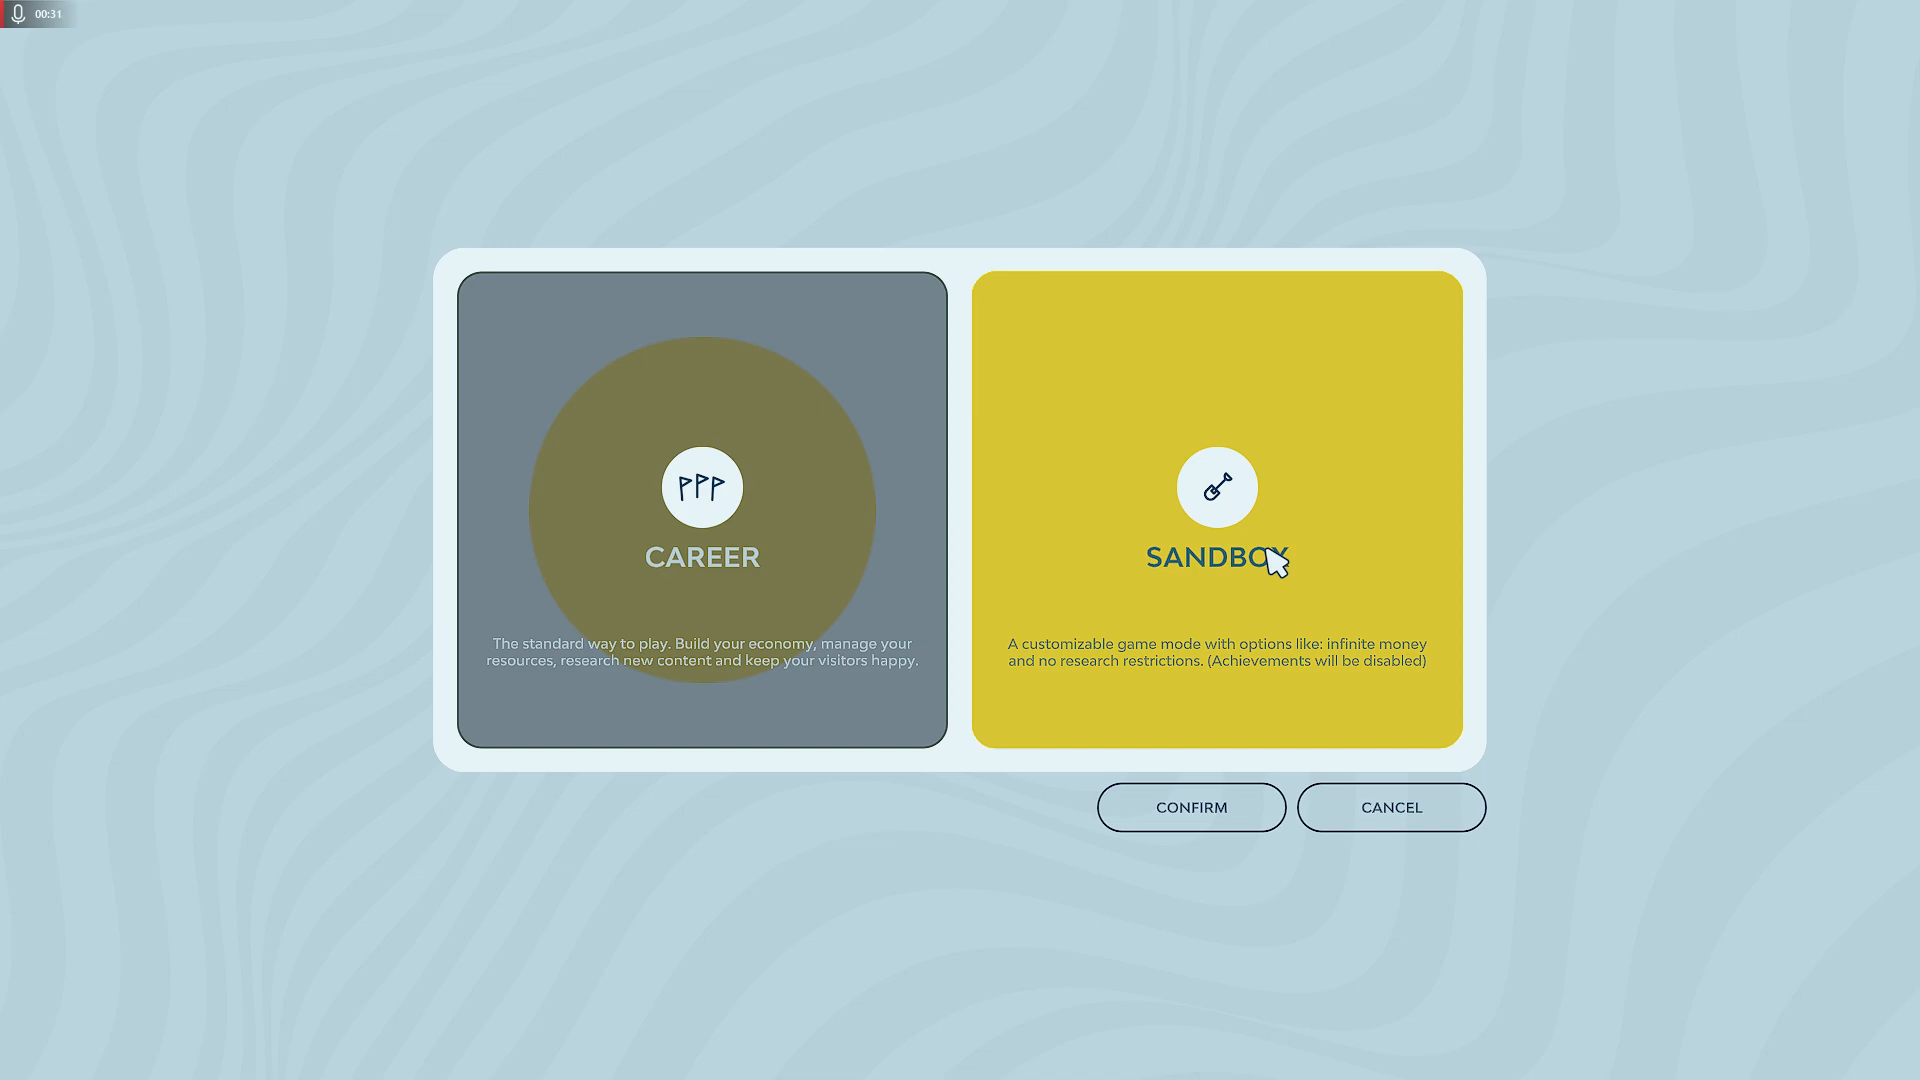 00:31
CAREER
The standard way to play. Build your economy, manage your
resources, research new content and keep your visitors happy.
SANDBOX
A customizable game mode with options like: infinite money
and no research restrictions. (Achievements will be disabled)
CONFIRM
CANCEL